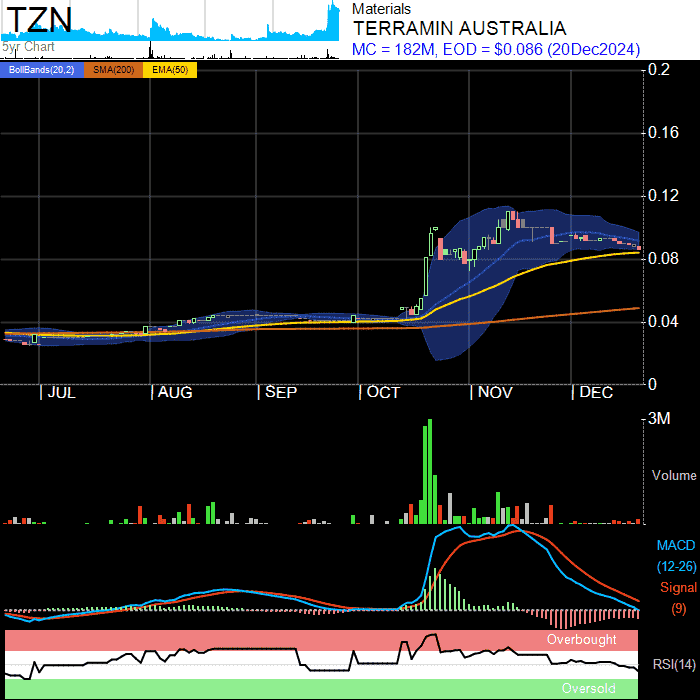 TZN
5yr Chart
Materials
TERRAMIN AUSTRALIA
MC = 182M, EOD = $0.086 (20Dec2024)
BollBands(20,2) SMA(200) EMA(50)
0.2
0.16
0.12
0.08
0.04
0
JUL AUG SEP OCT NOV DEC
3M
Volume
MACD
(12-26)
Signal
(9)
Overbought
RSI(14)
Oversold